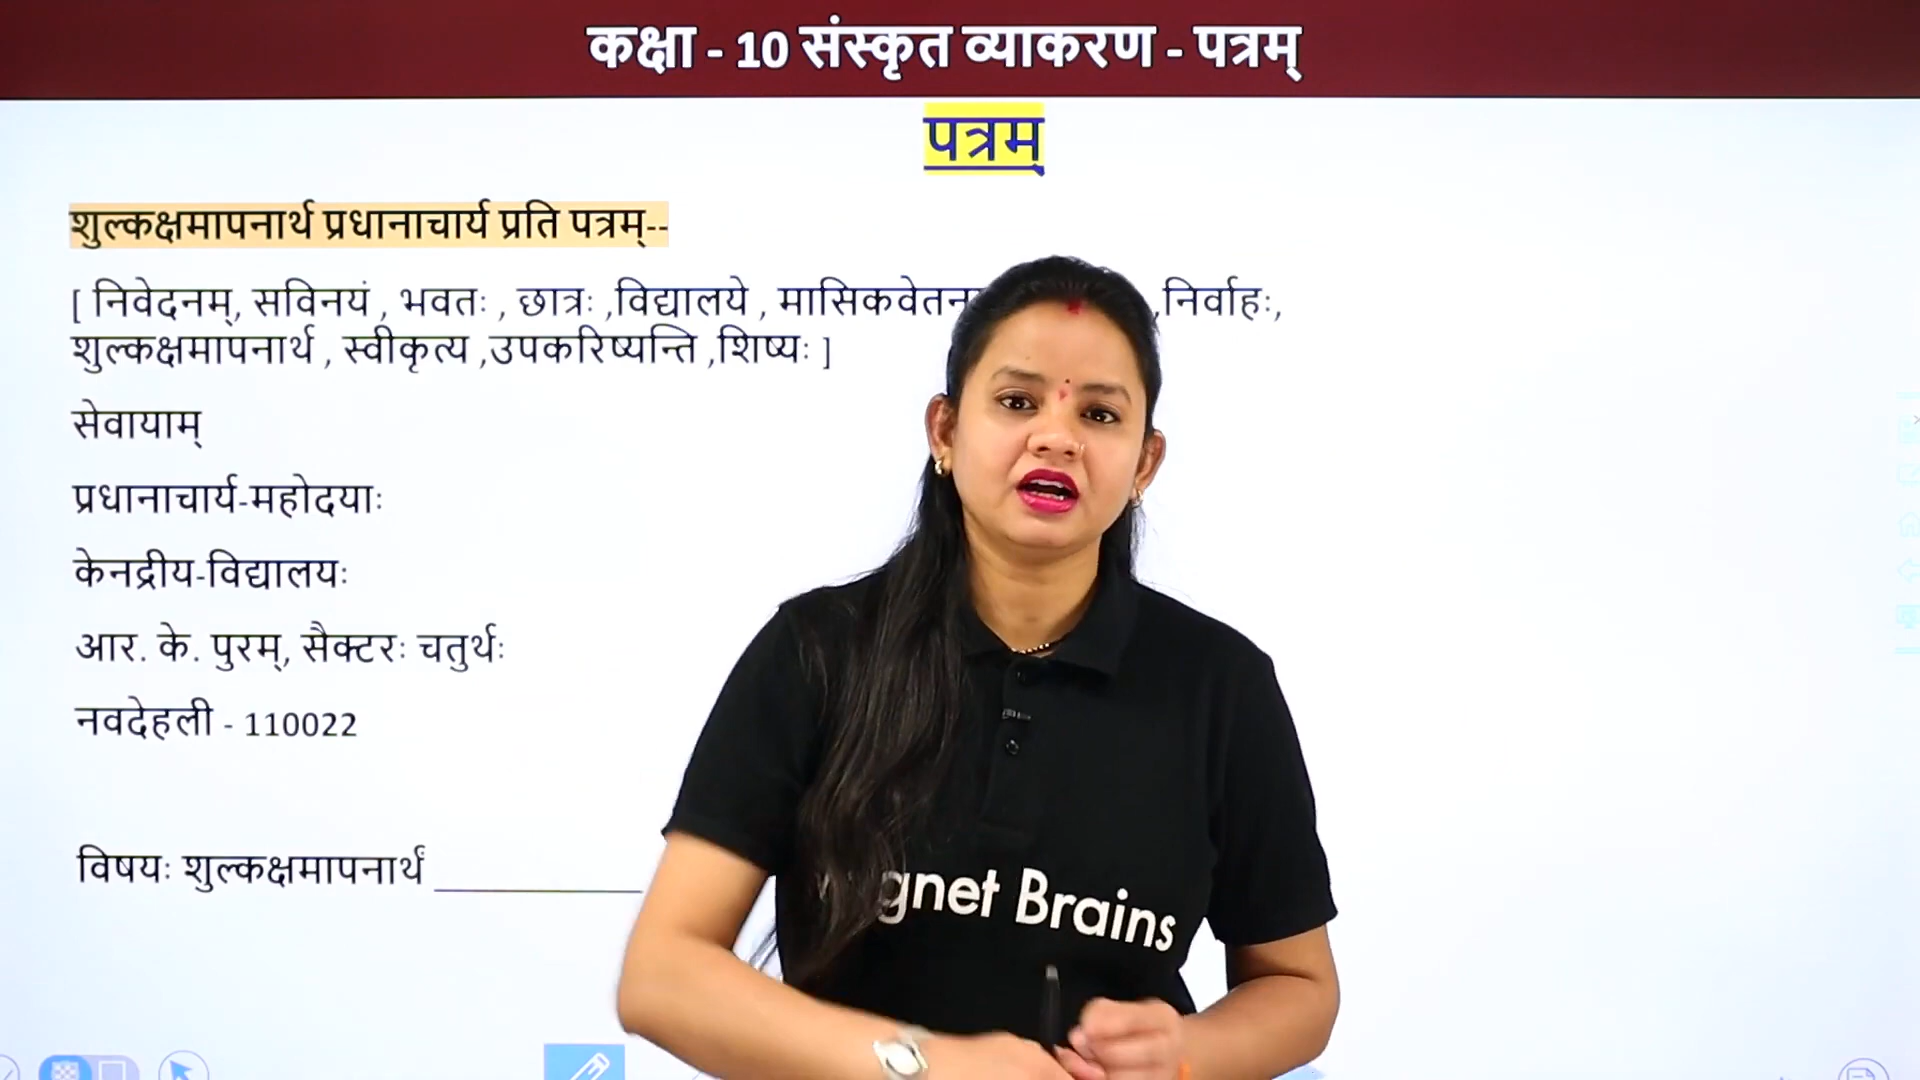 कक्षा - 10 संस्कृत व्याकरण - पत्रम्
पत्रम्
शुल्कक्षमापनार्थ प्रधानाचार्य प्रति पत्रम्--
[ निवेदनम्, सविनयं , भवतः , छात्रः ,विद्यालये , ,निर्वाहः,
शुल्कक्षमापनार्थ , स्वीकृत्य ,उपकरिष्यन्ति ,शिष्यः ]
सेवायाम्
प्रधानाचार्य-महोदयाः
केनद्रीय-विद्यालयः
आर. के. पुरम्, सैक्टरः चतुर्थः
नवदेहली - 110022
विषयः शुल्कक्षमापनार्थं ___________
gnet Brains